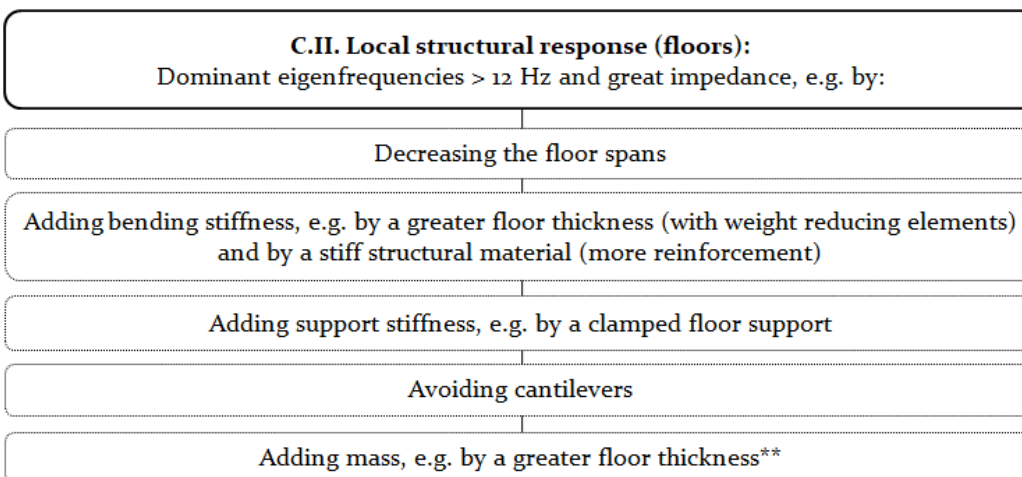 C.II. Local structural response (floors):
Dominant eigenfrequencies > 12 Hz and great impedance, e.g. by:
Decreasing the floor spans
Adding bending stiffness, e.g. by a greater floor thickness (with weight reducing elements)
and by a stiff structural material (more reinforcement)
Adding support stiffness, e.g. by a clamped floor support
Avoiding cantilevers
Adding mass, e.g. by a greater floor thickness**